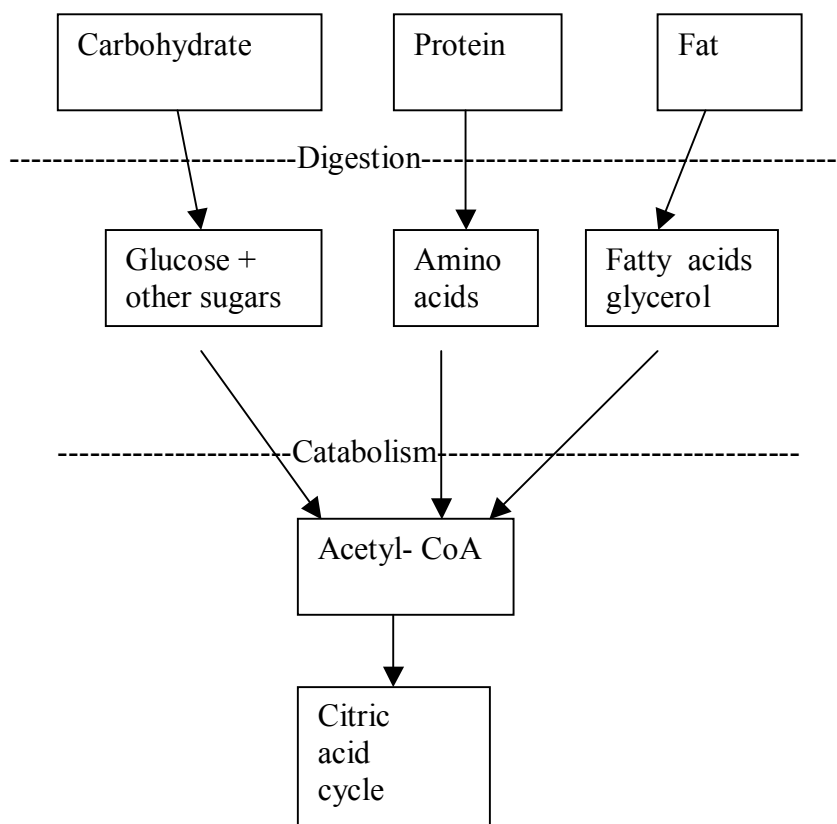 Carbohydrate
Protein
Fat
Digestion
Glucose +
other sugars
Amino
acids
Fatty acids
glycerol
Catabolism
Acetyl- CoA
Citric
acid
cycle